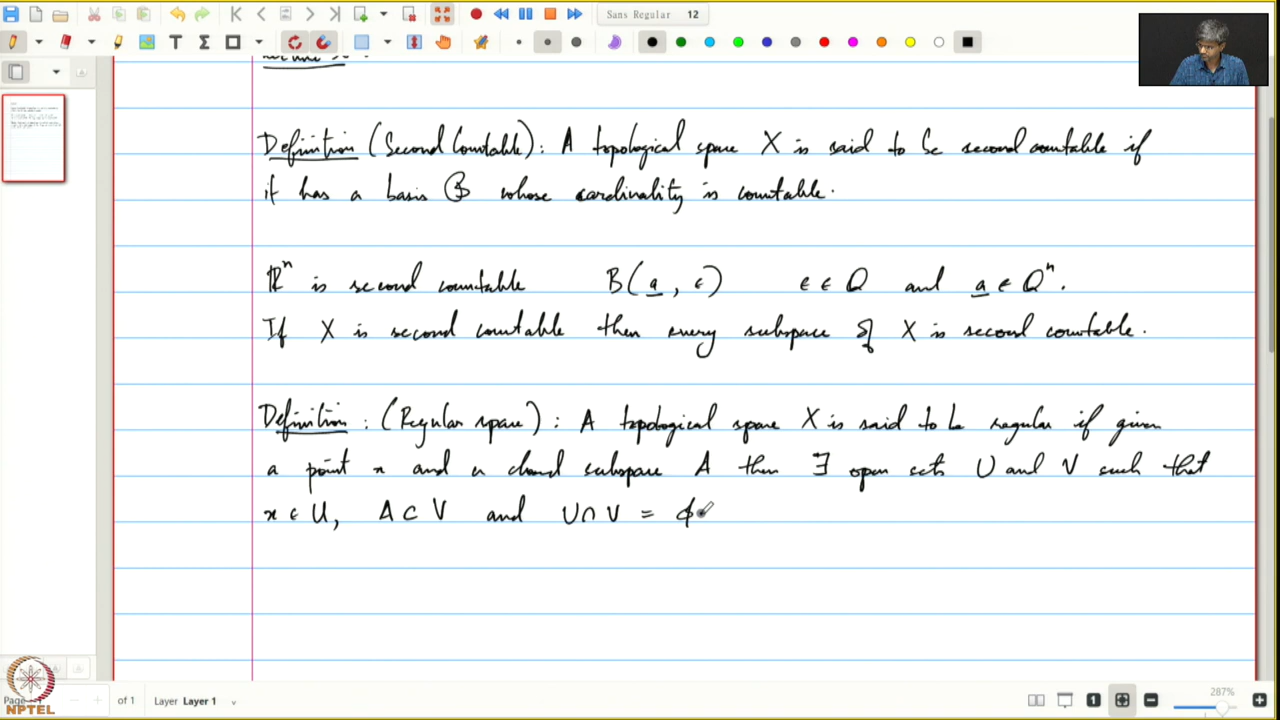 Sans Regular 12
Definition (Second Countable): A topological space X is said to be second countable if
it has a basis ℬ whose cardinality is countable.
ℝⁿ is second countable B(a, ε) ε ∈ Q and a ∈ Qⁿ.
If X is second countable then every subspace of X is second countable.
Definition: (Regular space): A topological space X is said to be regular if given
a point x and a closed subspace A then ∃ open sets U and V such that
x ∈ U, A ⊂ V and U ∩ V = ϕ
Page
of 1 Layer Layer 1
287%
NPTEL